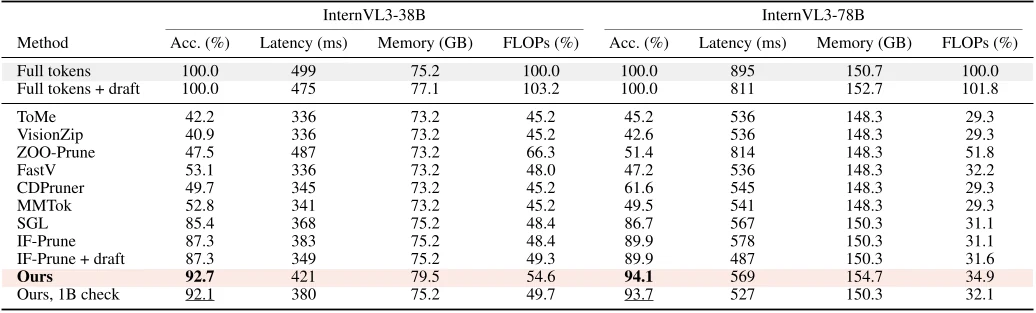 InternVL3-38B InternVL3-78B
Method Acc. (%) Latency (ms) Memory (GB) FLOPs (%) Acc. (%) Latency (ms) Memory (GB) FLOPs (%)
Full tokens 100.0 499 75.2 100.0 100.0 895 150.7 100.0
Full tokens + draft 100.0 475 77.1 103.2 100.0 811 152.7 101.8
ToMe 42.2 336 73.2 45.2 45.2 536 148.3 29.3
VisionZip 40.9 336 73.2 45.2 42.6 536 148.3 29.3
ZOO-Prune 47.5 487 73.2 66.3 51.4 814 148.3 51.8
FastV 53.1 336 73.2 48.0 47.2 536 148.3 32.2
CDPruner 49.7 345 73.2 45.2 61.6 545 148.3 29.3
MMTok 52.8 341 73.2 45.2 49.5 541 148.3 29.3
SGL 85.4 368 75.2 48.4 86.7 567 150.3 31.1
IF-Prune 87.3 383 75.2 48.4 89.9 578 150.3 31.1
IF-Prune + draft 87.3 349 75.2 49.3 89.9 487 150.3 31.6
Ours 92.7 421 79.5 54.6 94.1 569 154.7 34.9
Ours, 1B check 92.1 380 75.2 49.7 93.7 527 150.3 32.1